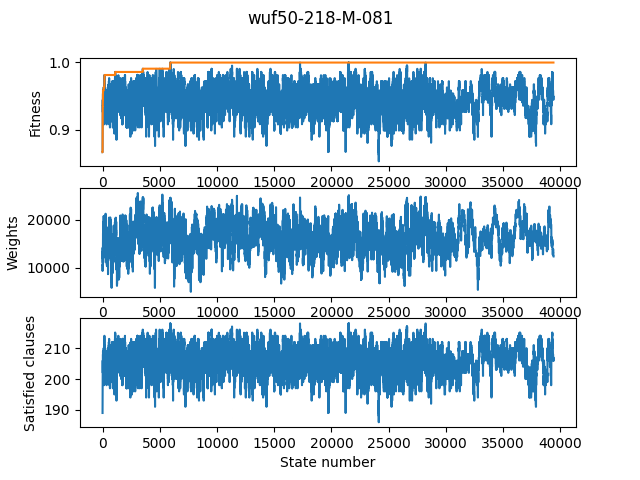 wuf50-218-M-081
1.0
0.9
Fitness
0 5000 10000 15000 20000 25000 30000 35000 40000
20000
10000
Weights
0 5000 10000 15000 20000 25000 30000 35000 40000
210
200
190
Satisfied clauses
0 5000 10000 15000 20000 25000 30000 35000 40000
State number